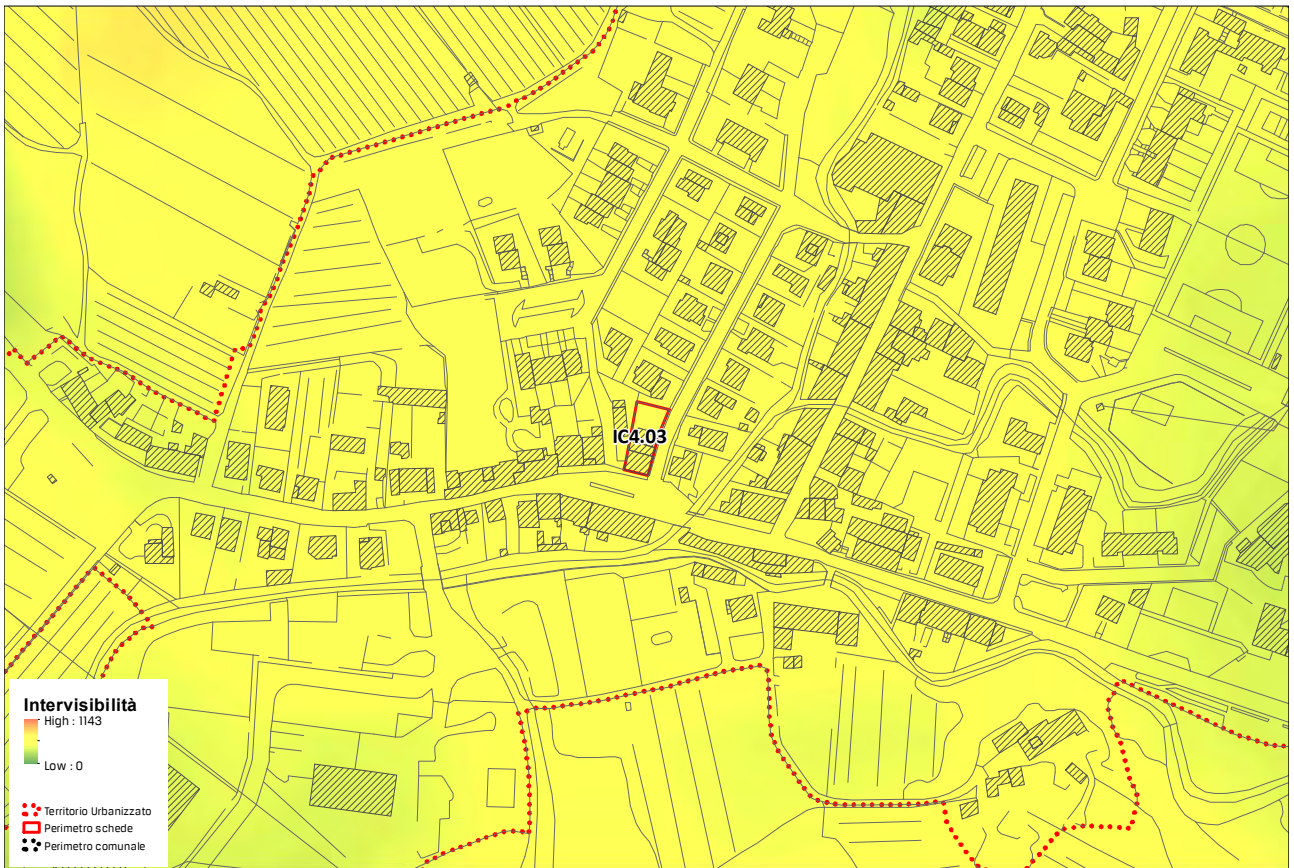 IC4.03
Intervisibilità
High : 1143
Low : 0
Territorio Urbanizzato
Perimetro schede
Perimetro comunale